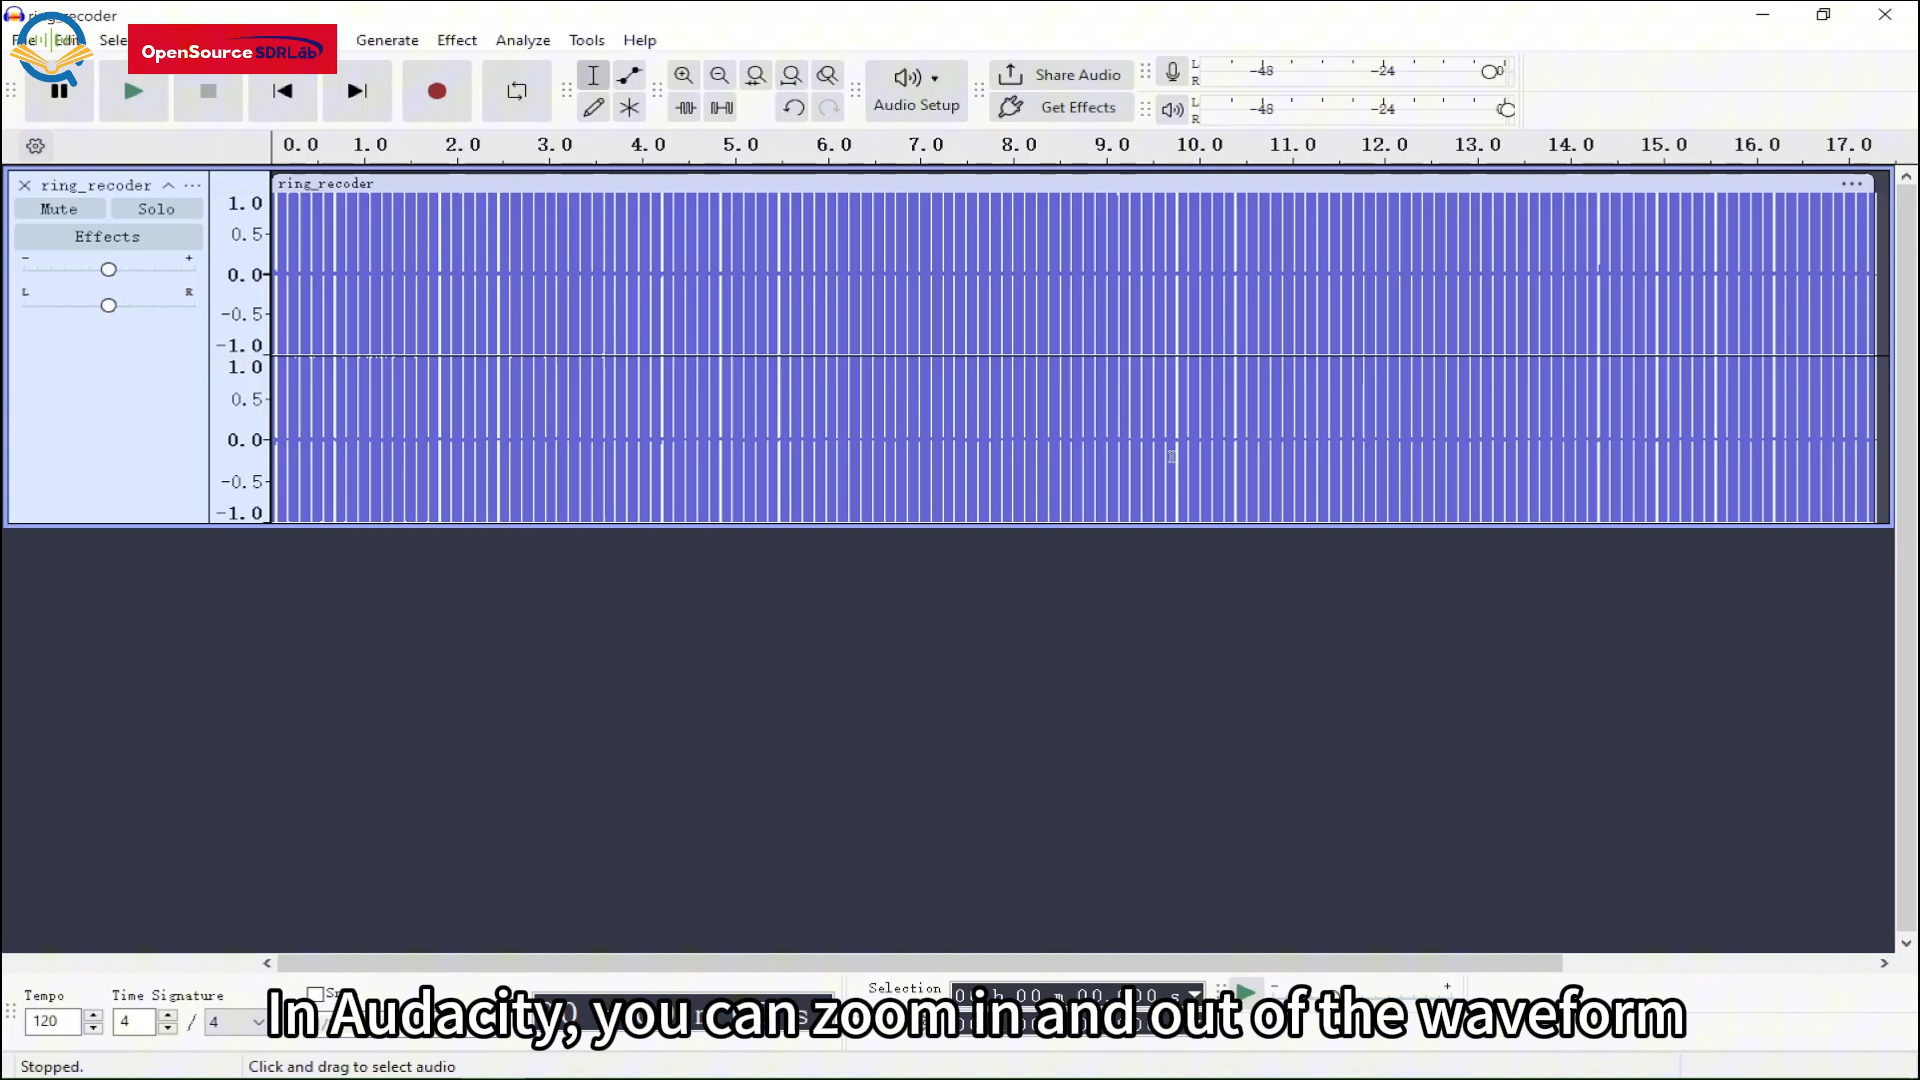 ring_recoder
OpenSource SDRLab
Generate Effect Analyze Tools Help
Audio Setup
Share Audio
Get Effects
L
R
-48 -24 0
L
R
-48 -24
0.0 1.0 2.0 3.0 4.0 5.0 6.0 7.0 8.0 9.0 10.0 11.0 12.0 13.0 14.0 15.0 16.0 17.0
ring_recoder
Mute Solo
Effects
- +
L R
ring_recoder
1.0
0.5
0.0
-0.5
-1.0
1.0
0.5
0.0
-0.5
-1.0
Tempo
120
Time Signature
4 / 4
Selection
In Audacity, you can zoom in and out of the waveform
Stopped.
Click and drag to select audio